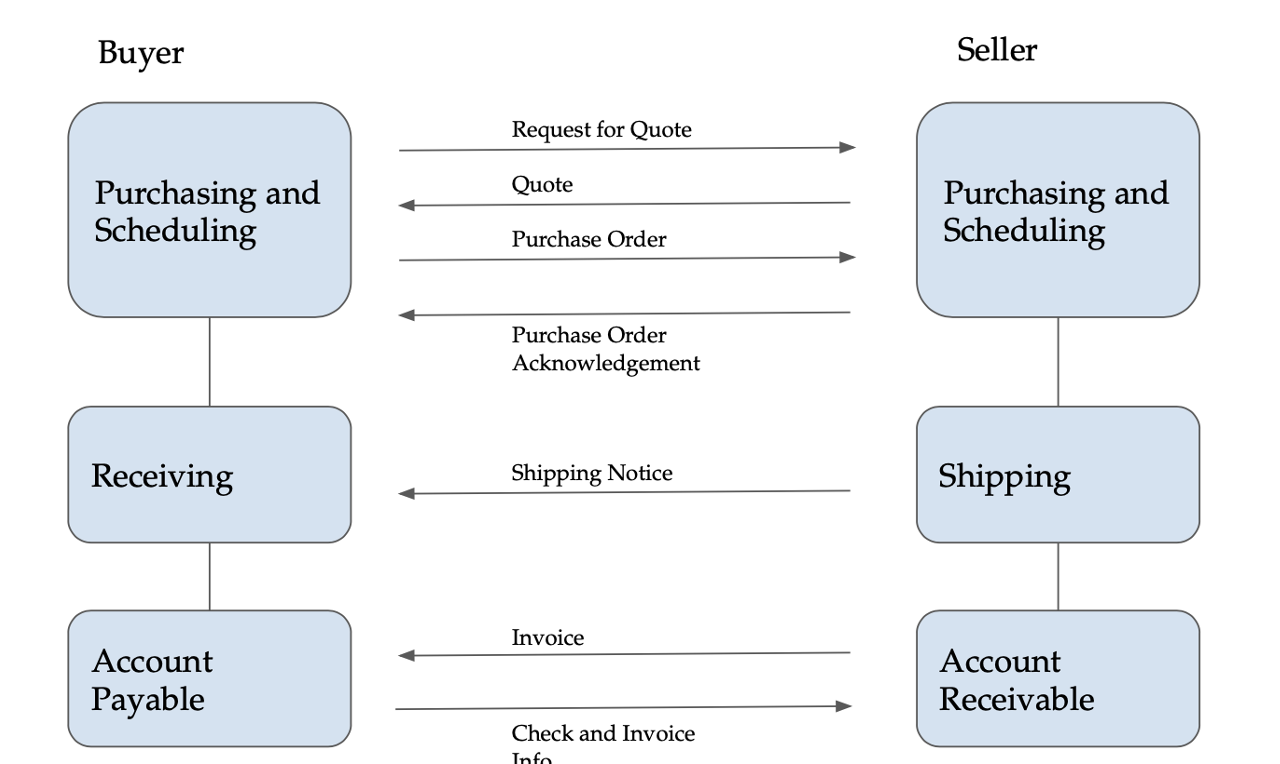 Buyer
Seller
Purchasing and
Scheduling
Request for Quote
Quote
Purchase Order
Purchase Order
Acknowledgement
Purchasing and
Scheduling
Receiving
Shipping Notice
Shipping
Account
Payable
Invoice
Check and Invoice
Info
Account
Receivable